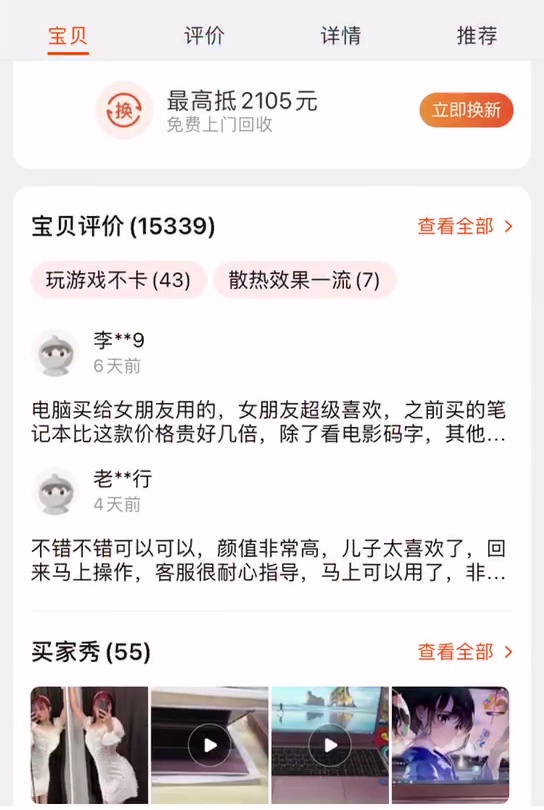 宝贝
评价
详情
推荐
换
最高抵2105元
免费上门回收
立即换新
宝贝评价(15339)
查看全部
玩游戏不卡(43)
散热效果一流(7)
李**9
6天前
电脑买给女朋友用的，女朋友超级喜欢，之前买的笔
记本比这款价格贵好几倍，除了看电影码字，其他...
老**行
4天前
不错不错可以可以，颜值非常高，儿子太喜欢了，回
来马上操作，客服很耐心指导，马上可以用了，非...
买家秀(55)
查看全部